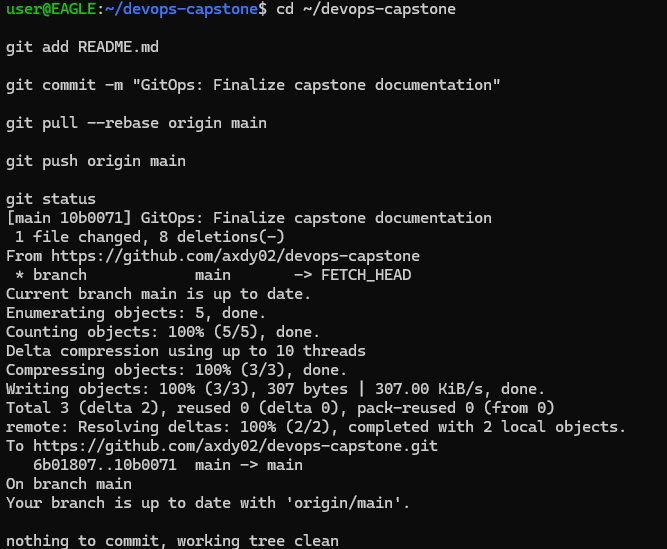 user@EAGLE:~/devops-capstone$ cd ~/devops-capstone
git add README.md
git commit -m "GitOps: Finalize capstone documentation"
git pull --rebase origin main
git push origin main
git status
[main 10b0071] GitOps: Finalize capstone documentation
 1 file changed, 8 deletions(-)
From https://github.com/axdy02/devops-capstone
 * branch            main       -> FETCH_HEAD
Current branch main is up to date.
Enumerating objects: 5, done.
Counting objects: 100% (5/5), done.
Delta compression using up to 10 threads
Compressing objects: 100% (3/3), done.
Writing objects: 100% (3/3), 307 bytes | 307.00 KiB/s, done.
Total 3 (delta 2), reused 0 (delta 0), pack-reused 0 (from 0)
remote: Resolving deltas: 100% (2/2), completed with 2 local objects.
To https://github.com/axdy02/devops-capstone.git
   6b01807..10b0071  main -> main
On branch main
Your branch is up to date with 'origin/main'.
nothing to commit, working tree clean